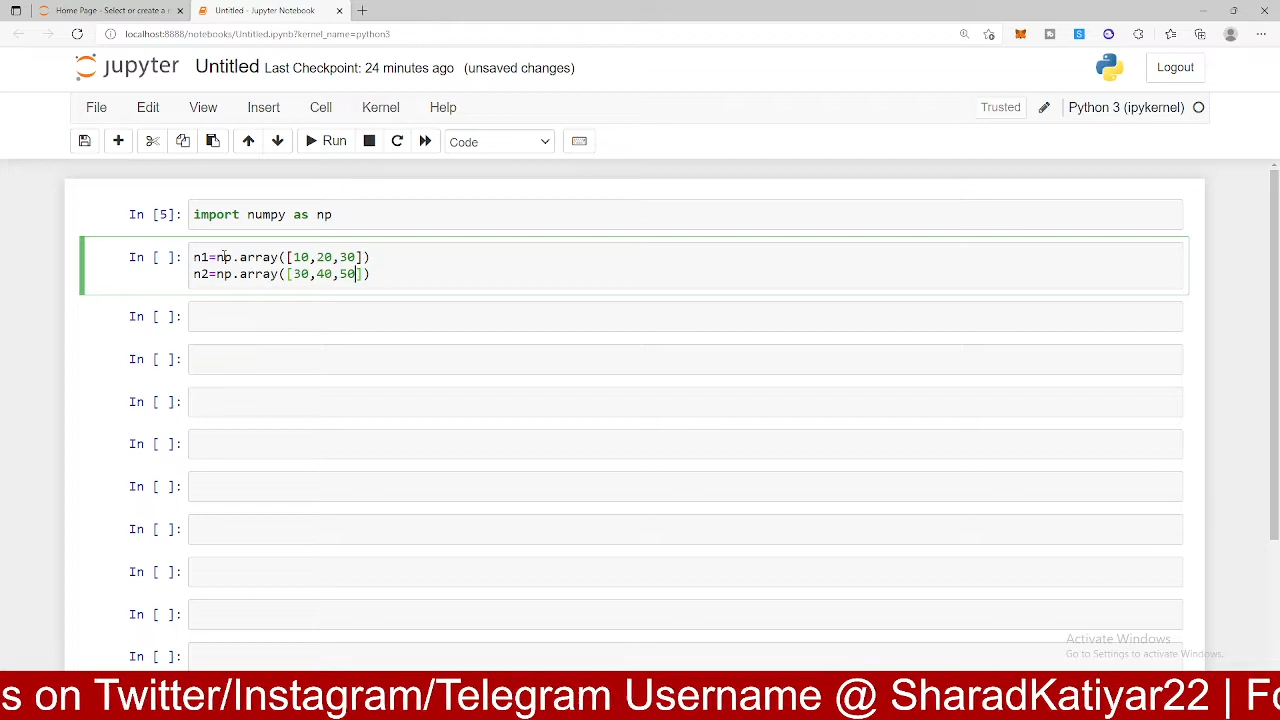 Home Page - Select or create a n
Untitled - Jupyter Notebook
localhost:8888/notebooks/Untitled.ipynb?kernel_name=python3
jupyter Untitled Last Checkpoint: 24 minutes ago (unsaved changes)
Logout
File Edit View Insert Cell Kernel Help
Trusted Python 3 (ipykernel)
Run Code
In [5]: import numpy as np
In [ ]: n1=np.array([10,20,30])
n2=np.array([30,40,50])
In [ ]:
In [ ]:
In [ ]:
In [ ]:
In [ ]:
In [ ]:
In [ ]:
In [ ]:
In [ ]:
Activate Windows
Go to Settings to activate Windows.
s on Twitter/Instagram/Telegram Username @ SharadKatiyar22 | Fo